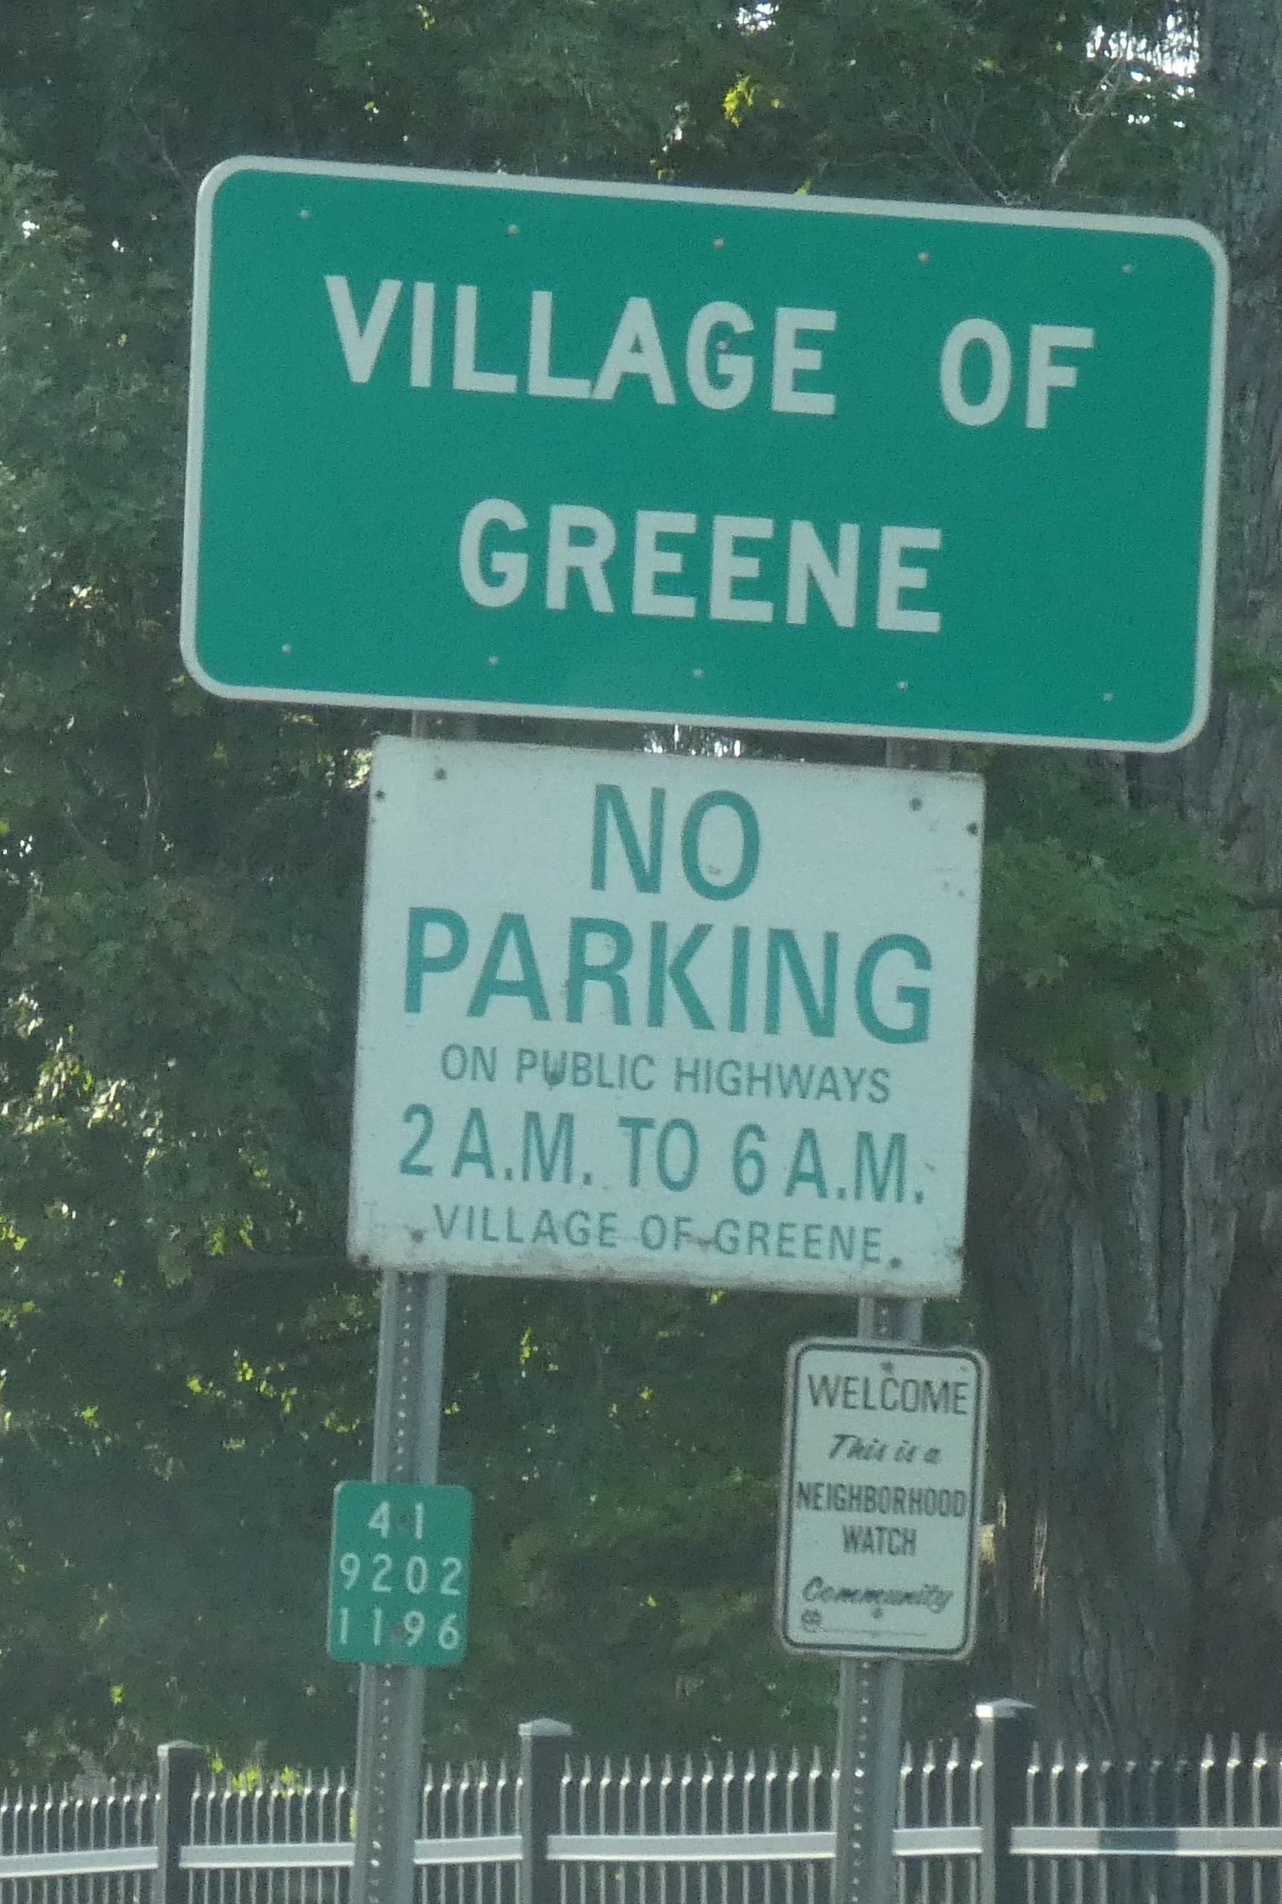 VILLAGE OF
GREENE
NO
PARKING
ON PUBLIC HIGHWAYS
2 A.M. TO 6 A.M.
VILLAGE OF GREENE
41
9202
1196
WELCOME
This is a
NEIGHBORHOOD
WATCH
Community